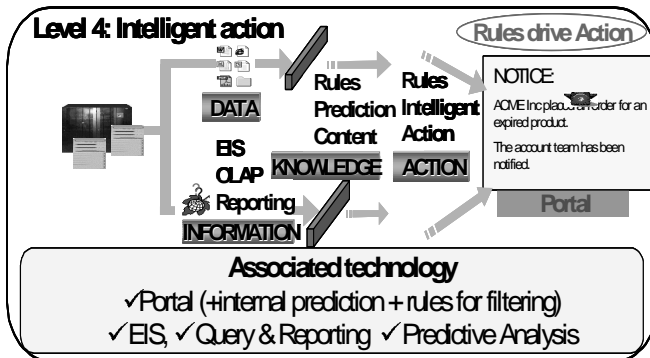 Level 4: Intelligent action
Rules drive Action
DATA
EIS
OLAP
Reporting
INFORMATION
Rules
Prediction
Content
KNOWLEDGE
Rules
Intelligent
Action
ACTION
NOTICE:
ACME Inc place order for an
expired product.
The account team has been
notified.
Portal
Associated technology
✓Portal (+internal prediction + rules for filtering)
✓EIS, ✓Query & Reporting ✓Predictive Analysis